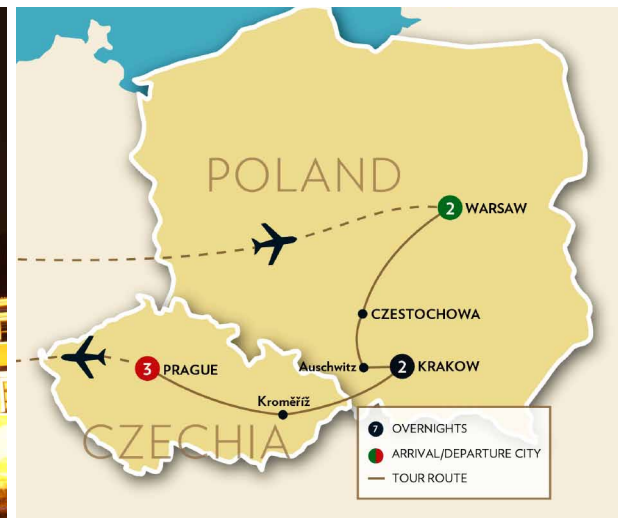 POLAND
2 WARSAW
CZESTOCHOWA
Auschwitz
2 KRAKOW
3 PRAGUE
Kroměříž
CZECHIA
7 OVERNIGHTS
ARRIVAL/DEPARTURE CITY
TOUR ROUTE